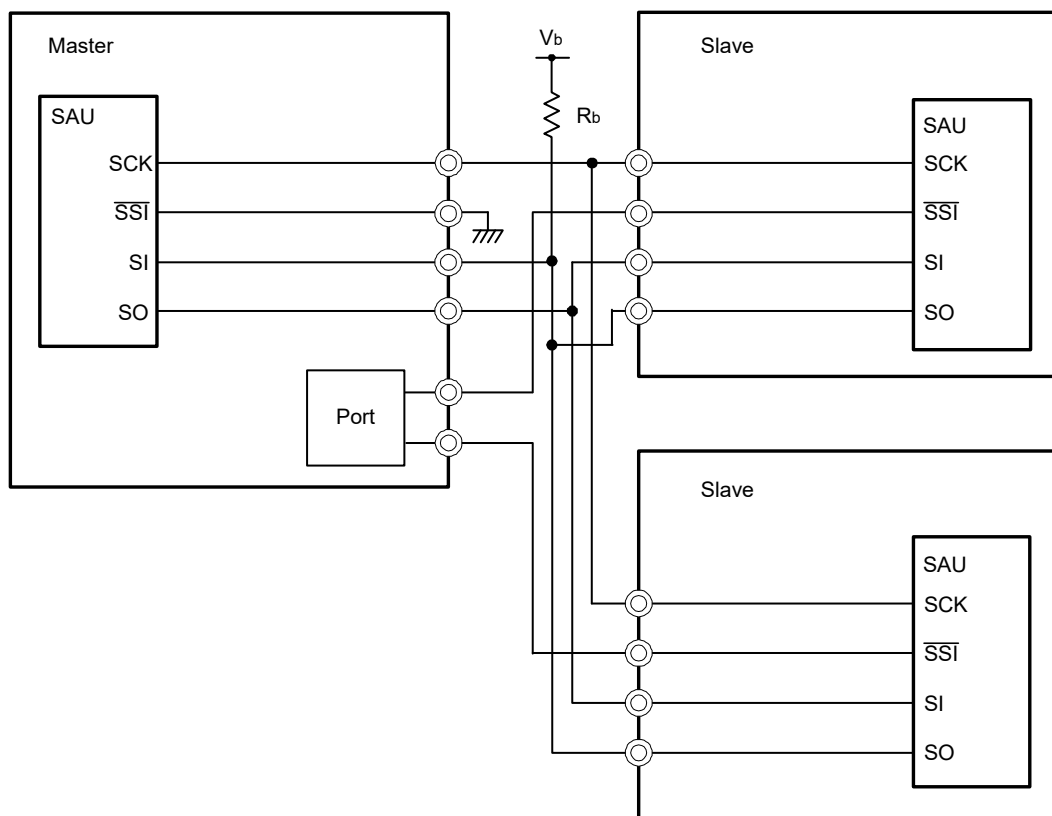 Master
SAU
SCK
SSI
SI
SO
Port
Vb
Rb
Slave
SAU
SCK
SSI
SI
SO
Slave
SAU
SCK
SSI
SI
SO